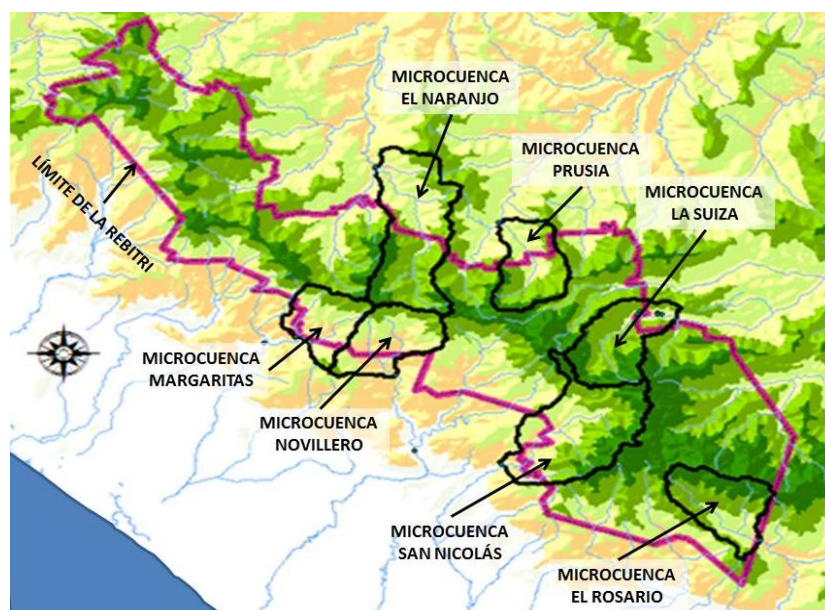 MICROCUENCA
EL NARANJO
MICROCUENCA
PRUSIA
MICROCUENCA
LA SUIZA
LÍMITE DE LA REBITRI
MICROCUENCA
MARGARITAS
MICROCUENCA
NOVILLERO
MICROCUENCA
SAN NICOLÁS
MICROCUENCA
EL ROSARIO